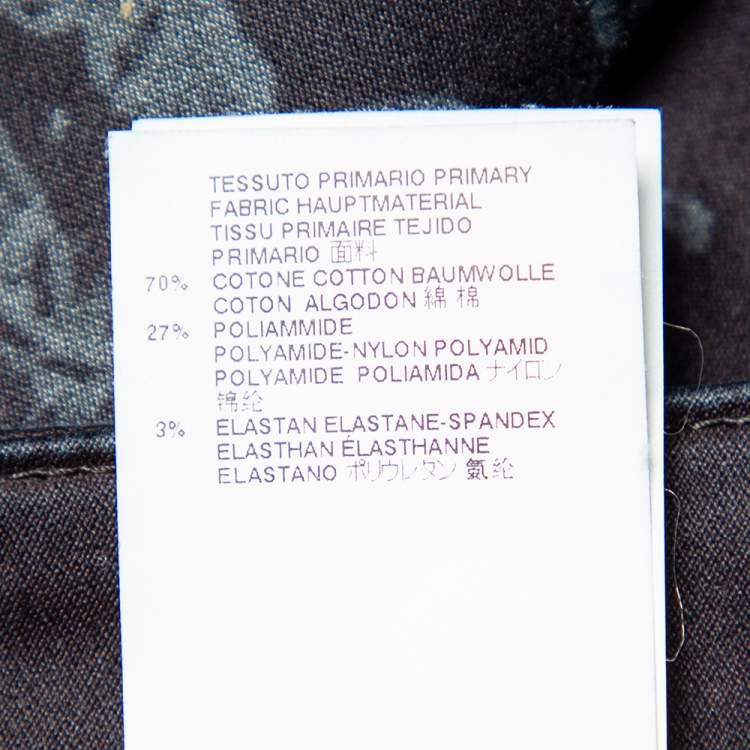 TESSUTO PRIMARIO PRIMARY
FABRIC HAUPTMATERIAL
TISSU PRIMAIRE TEJIDO
PRIMARIO 面料
70% COTONE COTTON BAUMWOLLE
COTON ALGODON 綿 棉
27% POLIAMMIDE
POLYAMIDE-NYLON POLYAMID
POLYAMIDE POLIAMIDA ナイロン
锦纶
3% ELASTAN ELASTANE-SPANDEX
ELASTHAN ÉLASTHANNE
ELASTANO ポリウレタン 氨纶